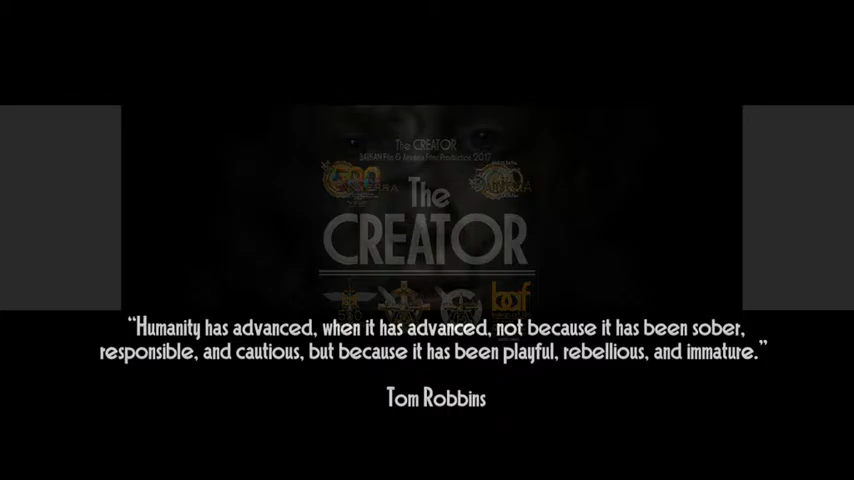 The CREATOR
The
CREATOR
bof
“Humanity has advanced, when it has advanced, not because it has been sober,
responsible, and cautious, but because it has been playful, rebellious, and immature.”
Tom Robbins